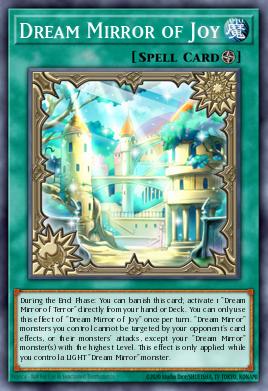 DREAM MIRROR OF JOY 魔
[SPELL CARD]
During the End Phase: You can banish this card; activate 1 "Dream
Mirror of Terror" directly from your hand or Deck. You can only use
this effect of "Dream Mirror of Joy" once per turn. "Dream Mirror"
monsters you control cannot be targeted by your opponent's card
effects, or their monsters' attacks, except your "Dream Mirror"
monster(s) with the highest Level. This effect is only applied while
you control a LIGHT "Dream Mirror" monster.